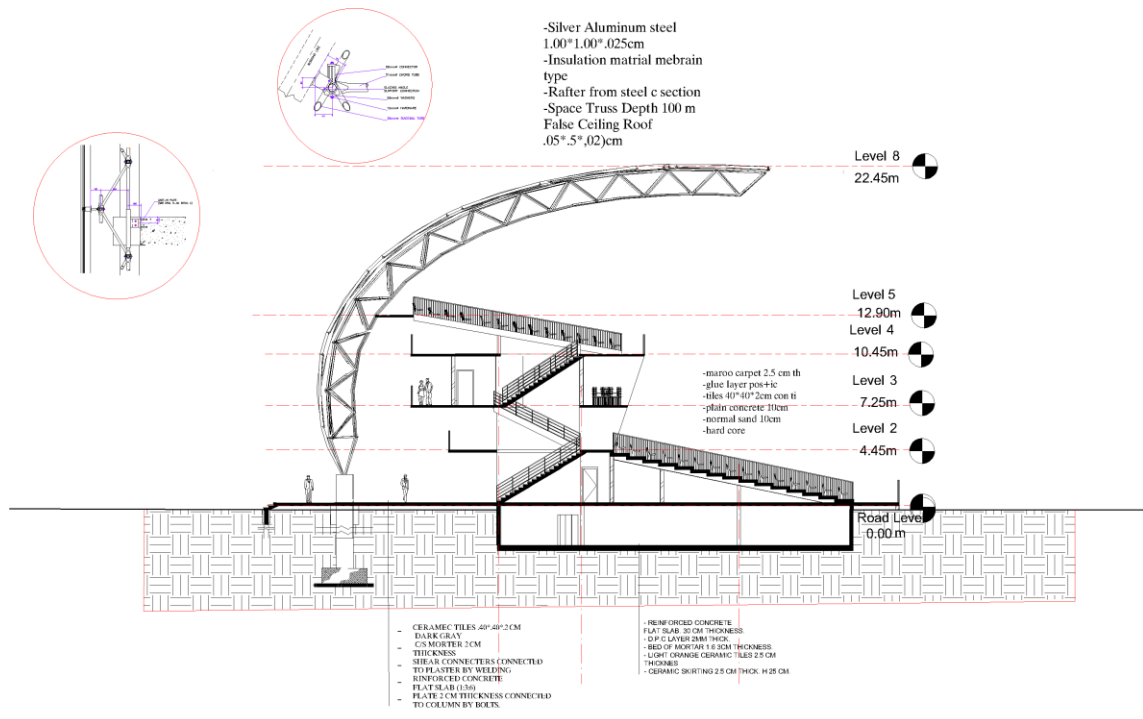 -Silver Aluminum steel
1.00*1.00*.025cm
-Insulation matrial mebrain
type
-Rafter from steel c section
-Space Truss Depth 100 m
False Ceiling Roof
.05*.5*,02)cm
Level 8
22.45m
Level 5
12.90m
Level 4
10.45m
Level 3
7.25m
Level 2
4.45m
Road Level
0.00 m
-maroo carpet 2.5 cm th
-glue layer pos+ic
-tiles 40*40*2cm con ti
-plain concrete 10cm
-normal sand 10cm
-hard core
- CERAMEC TILES .40*.40*.2CM
DARK GRAY
- C/S MORTER 2CM
THICKNESS
- SHEAR CONNECTERS CONNECTED
TO PLASTER BY WELDING
- RINFORCED CONCRETE
FLAT SLAB (1:3:6)
- PLATE 2 CM THICKNESS CONNECTED
TO COLUMN BY BOLTS.
- REINFORCED CONCRETE
FLAT SLAB. 30 CM THICKNESS.
- D.P.C LAYER 2MM THICK.
- BED OF MORTAR 1:6 3CM THICKNESS.
- LIGHT ORANGE CERAMIC TILES 2.5 CM
THICKNES
- CERAMIC SKIRTING 2.5 CM THICK. H 25 CM.